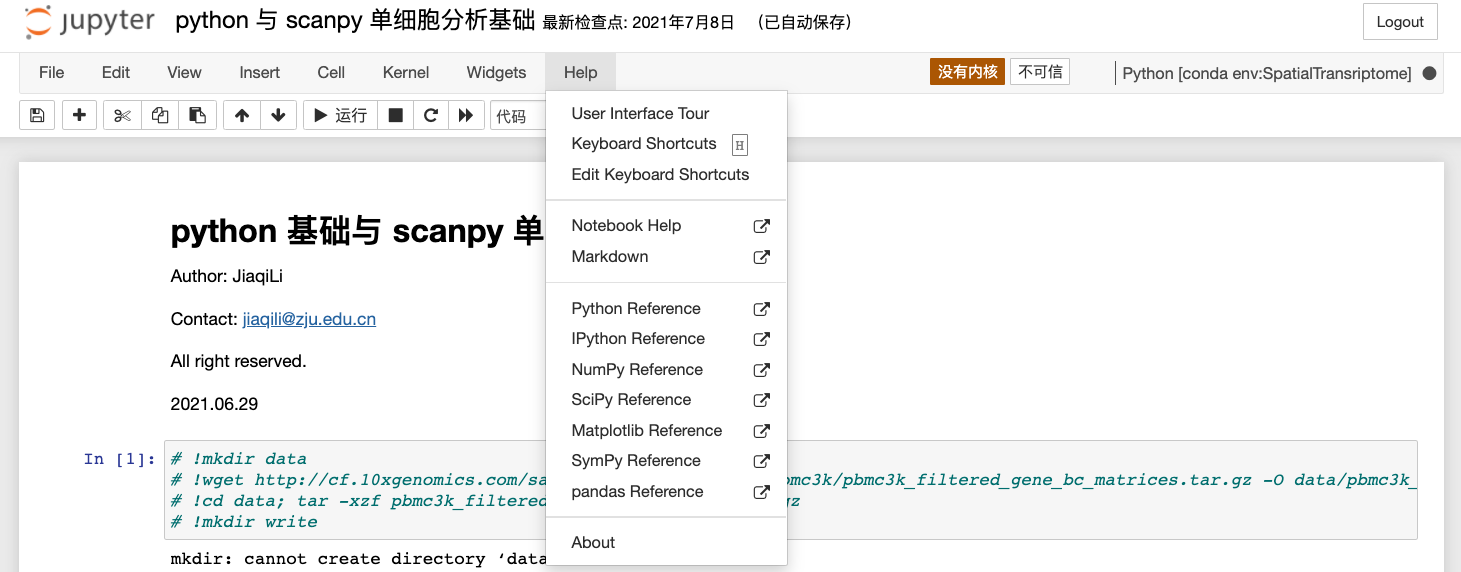 jupyter python 与 scanpy 单细胞分析基础 最新检查点: 2021年7月8日 (已自动保存) Logout
File Edit View Insert Cell Kernel Widgets Help 没有内核 不可信 Python [conda env:SpatialTransriptome]
运行 代码
User Interface Tour
Keyboard Shortcuts H
Edit Keyboard Shortcuts
Notebook Help
Markdown
Python Reference
IPython Reference
NumPy Reference
SciPy Reference
Matplotlib Reference
SymPy Reference
pandas Reference
About
python 基础与 scanpy 单
Author: JiaqiLi
Contact: jiaqili@zju.edu.cn
All right reserved.
2021.06.29
In [1]: # !mkdir data
# !wget http://cf.10xgenomics.com/sa mc3k/pbmc3k_filtered_gene_bc_matrices.tar.gz -O data/pbmc3k_
# !cd data; tar -xzf pbmc3k_filtered gz
# !mkdir write
mkdir: cannot create directory ‘data